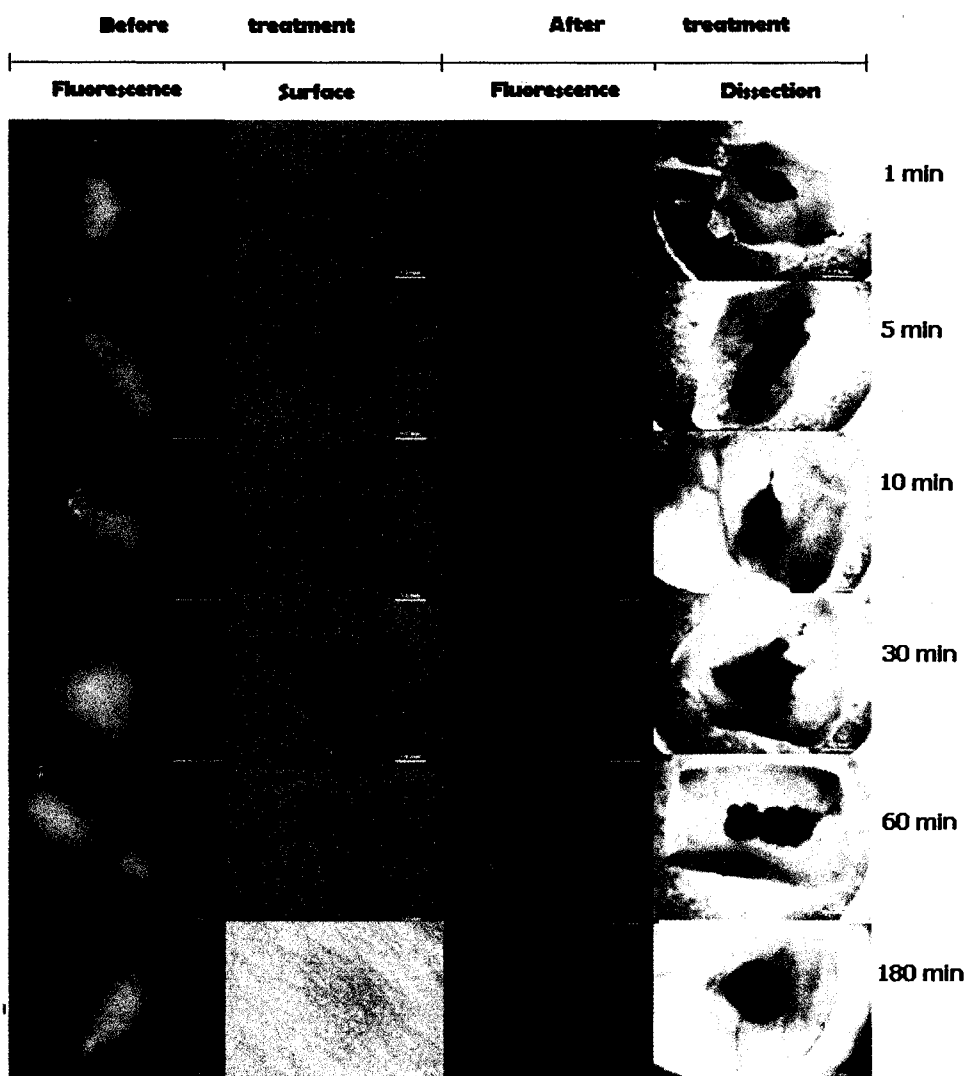 Before treatment After treatment
Fluorescence Surface Fluorescence Dissection
1 min
5 min
10 min
30 min
60 min
180 min